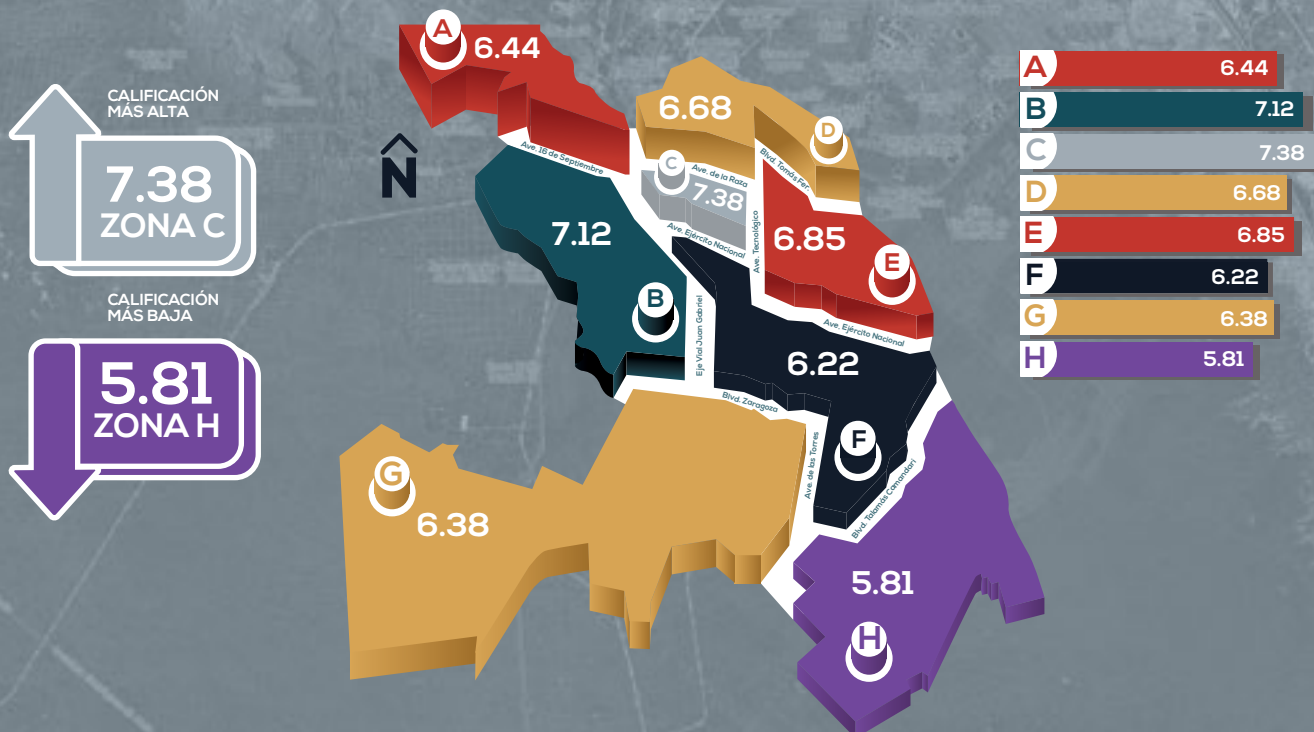 CALIFICACIÓN
MÁS ALTA
7.38
ZONA C
CALIFICACIÓN
MÁS BAJA
5.81
ZONA H
N
A
6.44
Ave. 16 de Septiembre
6.68
D
Blvd. Tomás Fer.
C
Ave. de la Raza
7.38
Ave. Ejército Nacional
Ave. Tecnológico
7.12
B
6.85
E
Ave. Ejército Nacional
Eje Vial Juan Gabriel
6.22
Blvd. Zaragoza
F
Ave. de las Torres
Blvd. Talamás Camandari
G
6.38
5.81
H
A 6.44
B 7.12
C 7.38
D 6.68
E 6.85
F 6.22
G 6.38
H 5.81